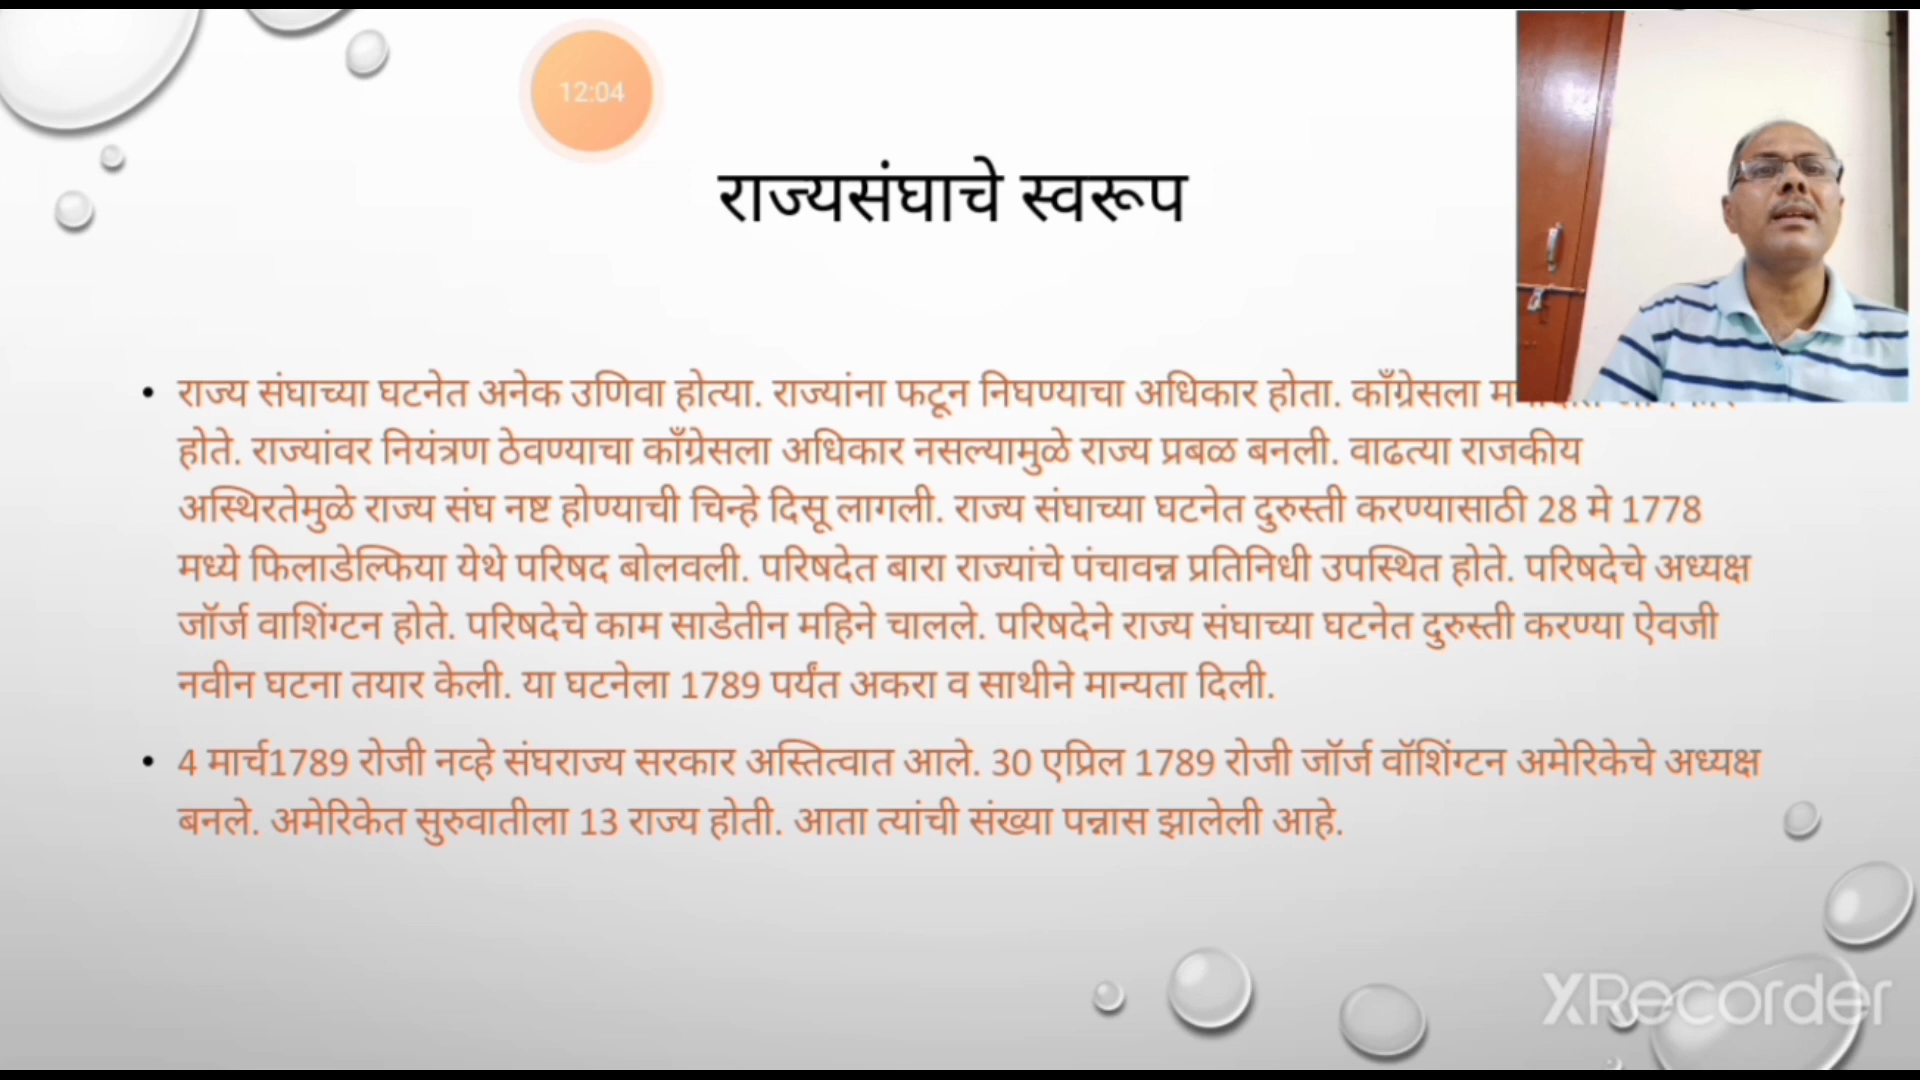 12:04
राज्यसंघाचे स्वरूप
• राज्य संघाच्या घटनेत अनेक उणिवा होत्या. राज्यांना फटून निघण्याचा अधिकार होता. काँग्रेसला
होते. राज्यांवर नियंत्रण ठेवण्याचा काँग्रेसला अधिकार नसल्यामुळे राज्य प्रबळ बनली. वाढत्या राजकीय
अस्थिरतेमुळे राज्य संघ नष्ट होण्याची चिन्हे दिसू लागली. राज्य संघाच्या घटनेत दुरुस्ती करण्यासाठी 28 मे 1778
मध्ये फिलाडेल्फिया येथे परिषद बोलवली. परिषदेत बारा राज्यांचे पंचावन्न प्रतिनिधी उपस्थित होते. परिषदेचे अध्यक्ष
जॉर्ज वाशिंग्टन होते. परिषदेचे काम साडेतीन महिने चालले. परिषदेने राज्य संघाच्या घटनेत दुरुस्ती करण्या ऐवजी
नवीन घटना तयार केली. या घटनेला 1789 पर्यंत अकरा व साथीने मान्यता दिली.
• 4 मार्च1789 रोजी नव्हे संघराज्य सरकार अस्तित्वात आले. 30 एप्रिल 1789 रोजी जॉर्ज वॉशिंग्टन अमेरिकेचे अध्यक्ष
बनले. अमेरिकेत सुरुवातीला 13 राज्य होती. आता त्यांची संख्या पन्नास झालेली आहे.
XRecorder